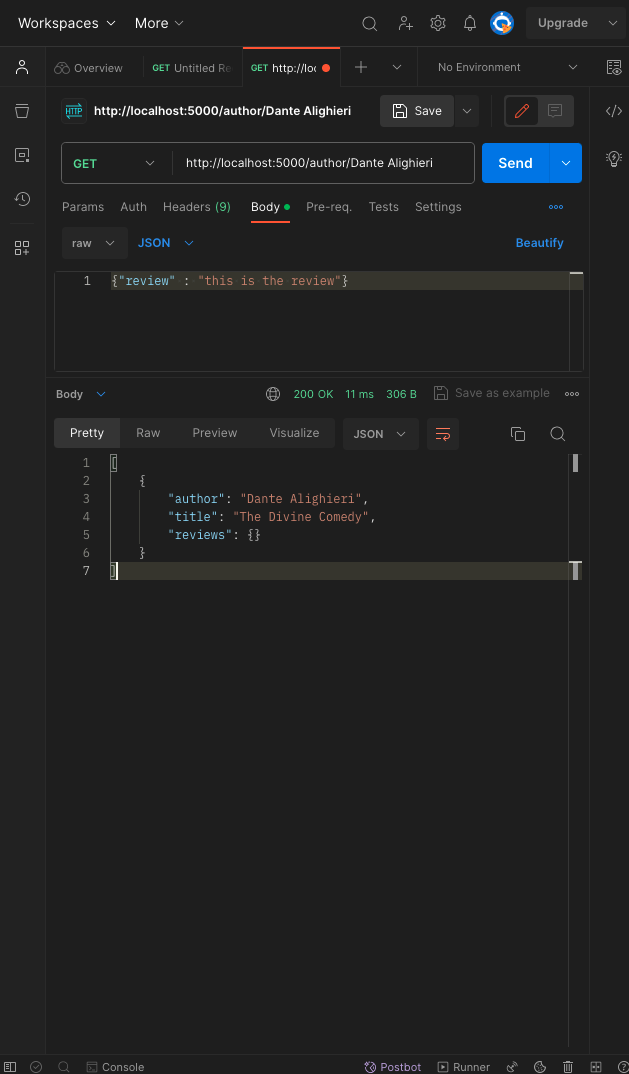 Workspaces More Upgrade
Overview GET Untitled Re GET http://loc No Environment
HTTP http://localhost:5000/author/Dante Alighieri Save
GET http://localhost:5000/author/Dante Alighieri Send
Params Auth Headers (9) Body Pre-req. Tests Settings
raw JSON Beautify
1 {"review" : "this is the review"}
Body 200 OK 11 ms 306 B Save as example
Pretty Raw Preview Visualize JSON
1 [
2 {
3 "author": "Dante Alighieri",
4 "title": "The Divine Comedy",
5 "reviews": {}
6 }
7 ]
Console Postbot Runner